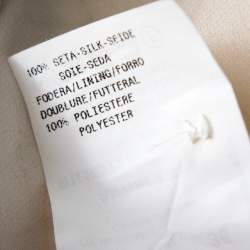 100% SETA-SILK-SEIDE
SOIE-SEDA
FODERA/LINING/FORRO
DOUBLURE/FUTTERAL
100% POLIESTERE
POLYESTER